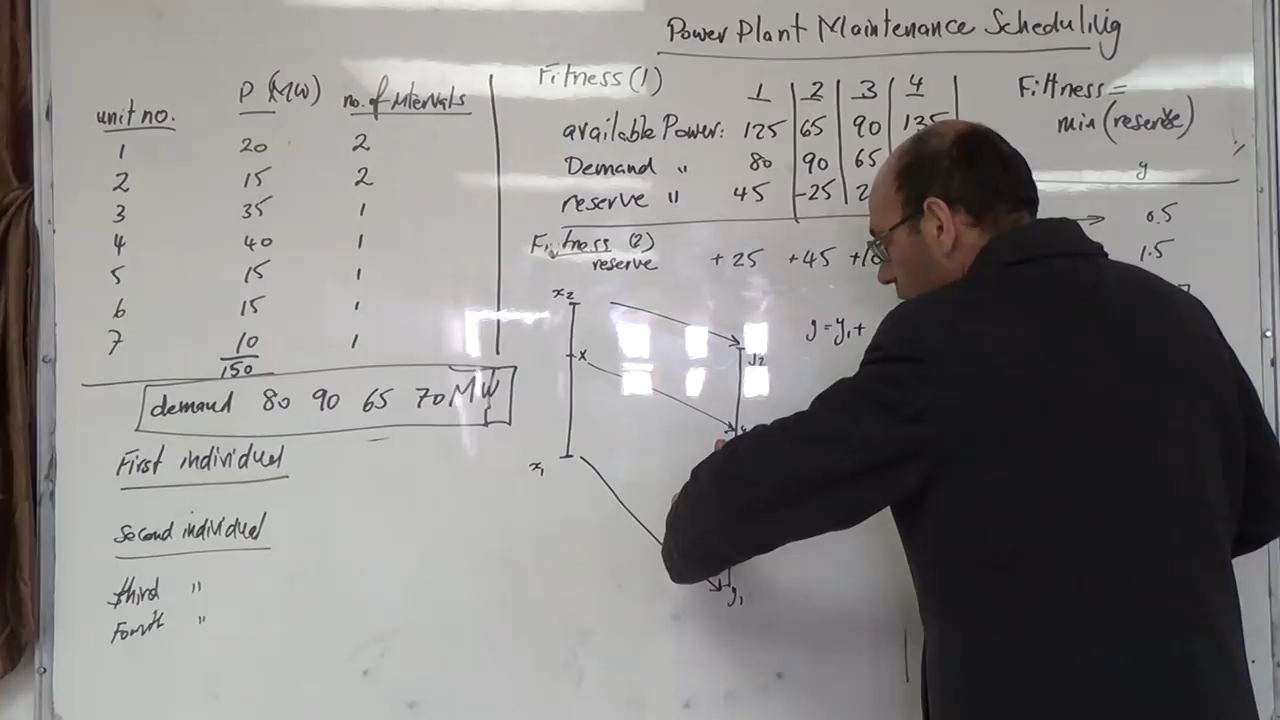 Power Plant Maintenance Scheduling
unit no. P (MW) no. of intervals
1 20 2
2 15 2
3 35 1
4 40 1
5 15 1
6 15 1
7 10 1
150
demand 80 90 65 70 MW
First individual
Second individual
third "
Fourth "
Fitness (1)
1 2 3 4
available Power: 125 65 90 135
Demand " 80 90 65
reserve " 45 -25
Fitness (2)
reserve +25 +45
Fittness =
min (reserve)
y
0.5
1.5
x2
x
x1
y2
y1
y = y1 +